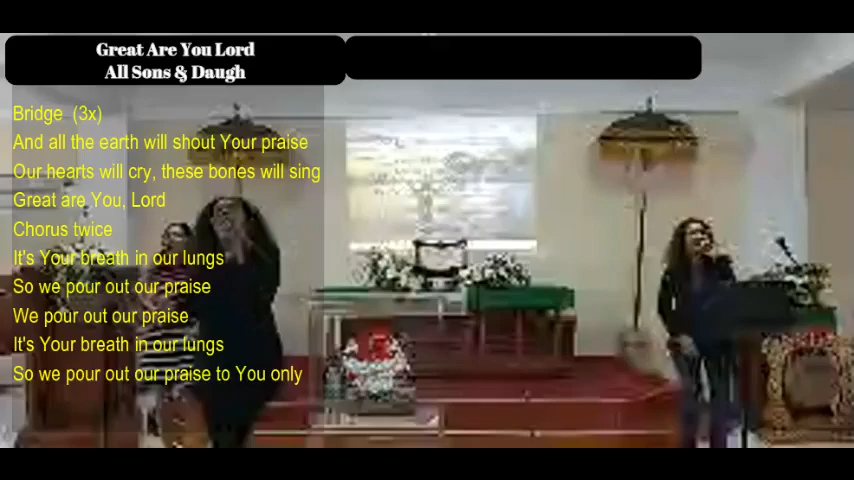 Great Are You Lord
All Sons & Daugh
Bridge (3x)
And all the earth will shout Your praise
Our hearts will cry, these bones will sing
Great are You, Lord
Chorus twice
It's Your breath in our lungs
So we pour out our praise
We pour out our praise
It's Your breath in our lungs
So we pour out our praise to You only